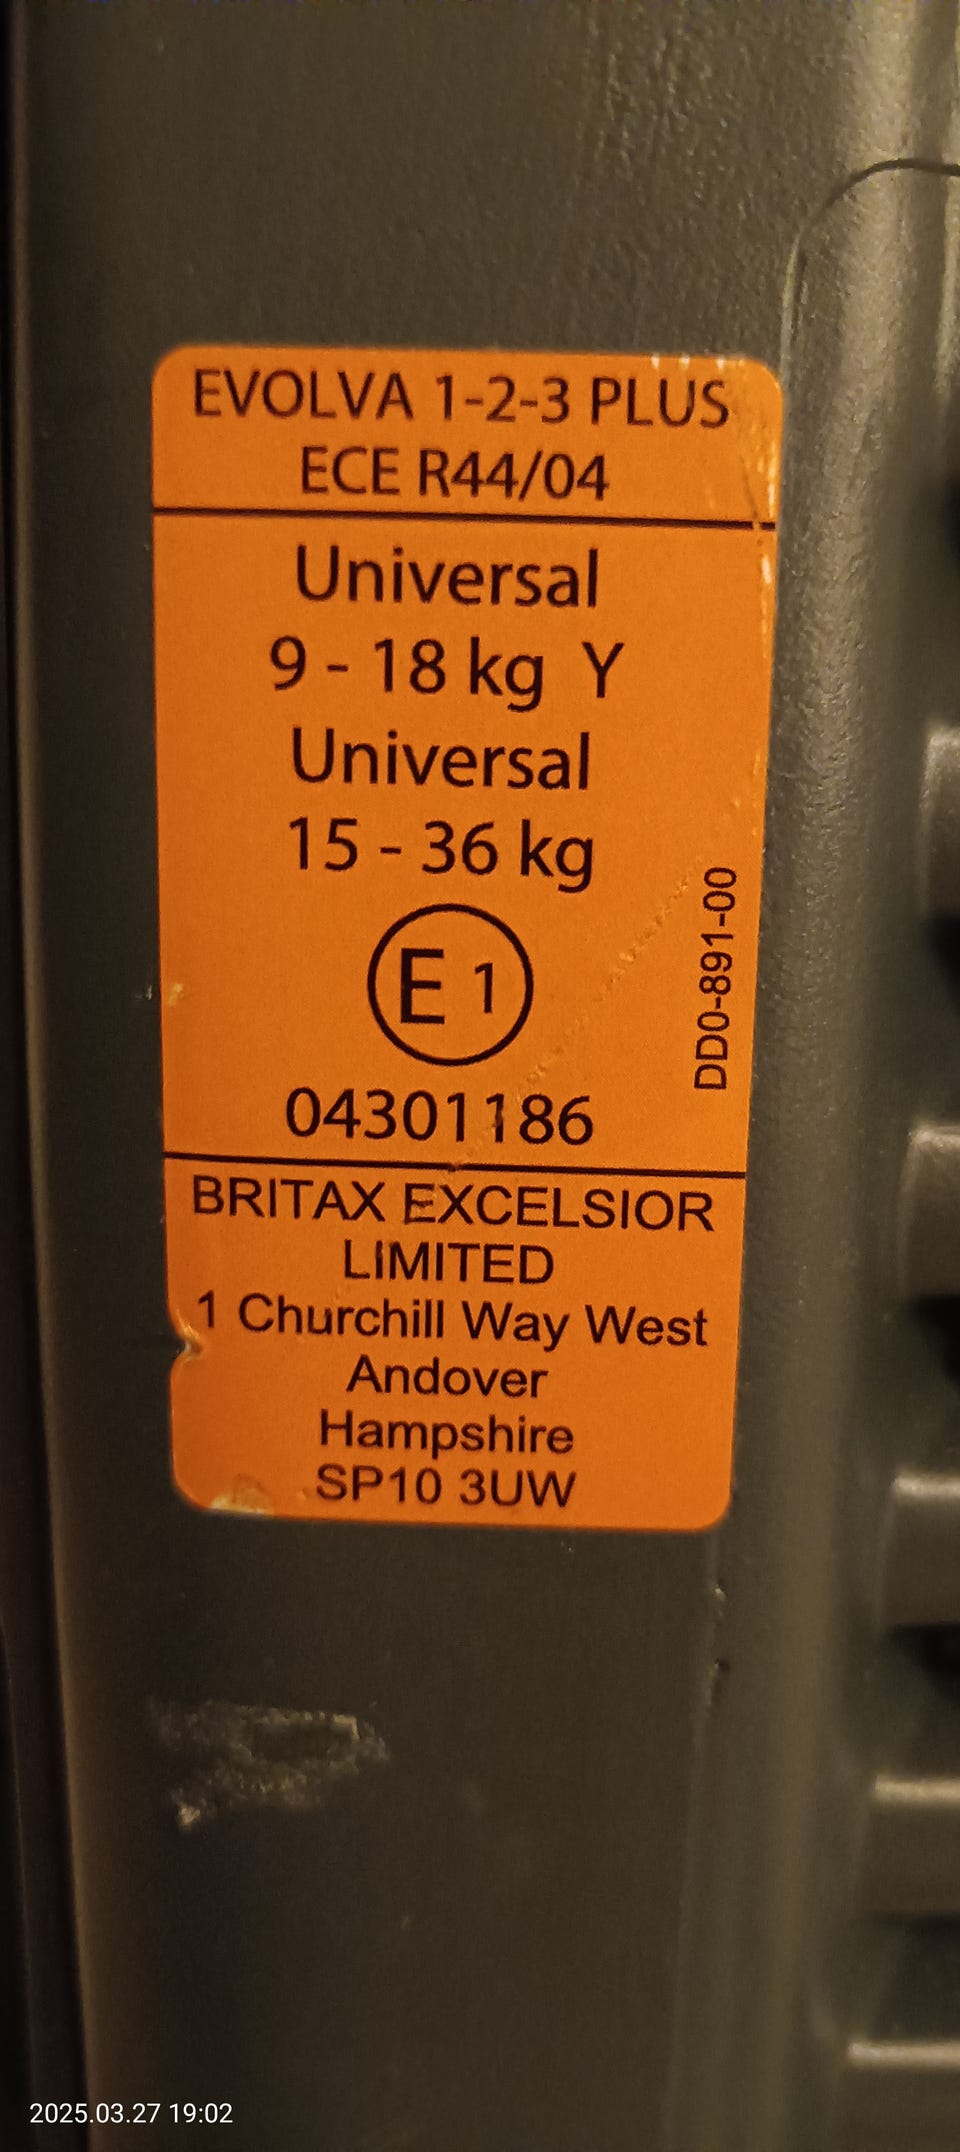 EVOLVA 1-2-3 PLUS
ECE R44/04
Universal
9 - 18 kg Y
Universal
15 - 36 kg
E 1
04301186
DD0-891-00
BRITAX EXCELSIOR
LIMITED
1 Churchill Way West
Andover
Hampshire
SP10 3UW
2025.03.27 19:02